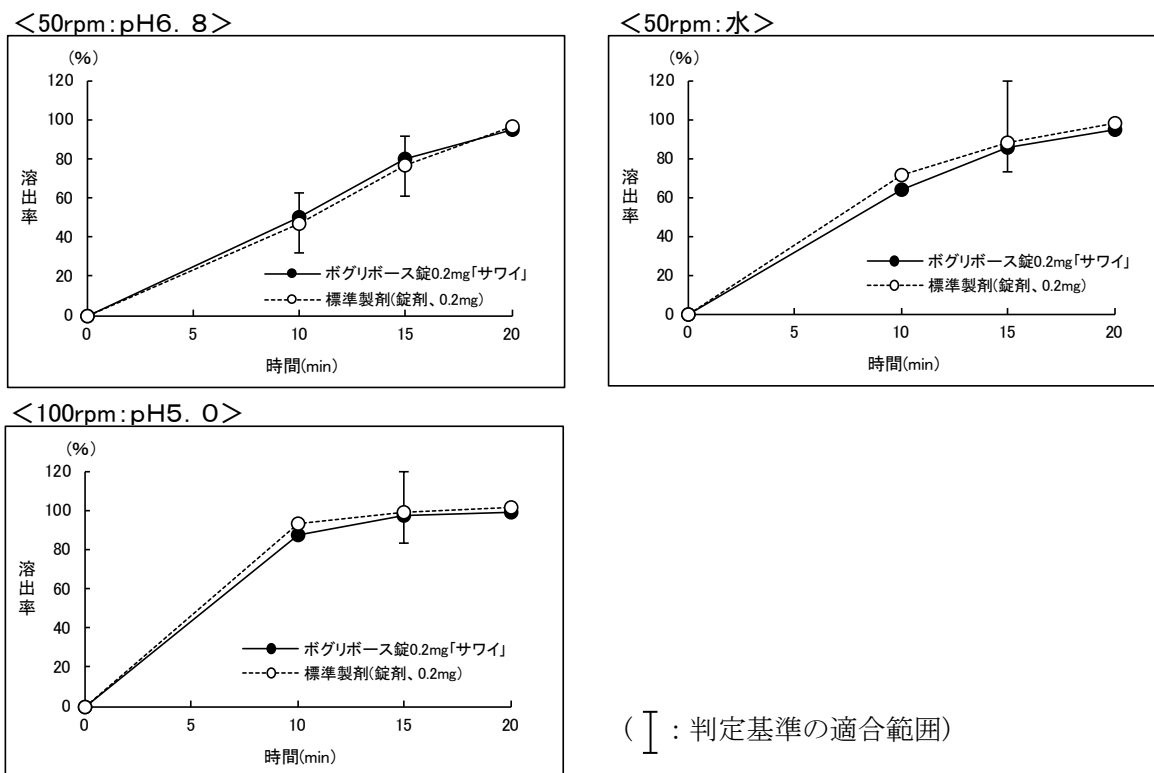 <50rpm:pH6.8>
(%)
120
100
80
60
40
20
0
溶出率
0 5 10 15 20
時間(min)
ボグリボース錠0.2mg「サワイ」
標準製剤(錠剤、0.2mg)
<50rpm:水>
(%)
120
100
80
60
40
20
0
溶出率
0 5 10 15 20
時間(min)
ボグリボース錠0.2mg「サワイ」
標準製剤(錠剤、0.2mg)
<100rpm:pH5.0>
(%)
120
100
80
60
40
20
0
溶出率
0 5 10 15 20
時間(min)
ボグリボース錠0.2mg「サワイ」
標準製剤(錠剤、0.2mg)
( :判定基準の適合範囲)